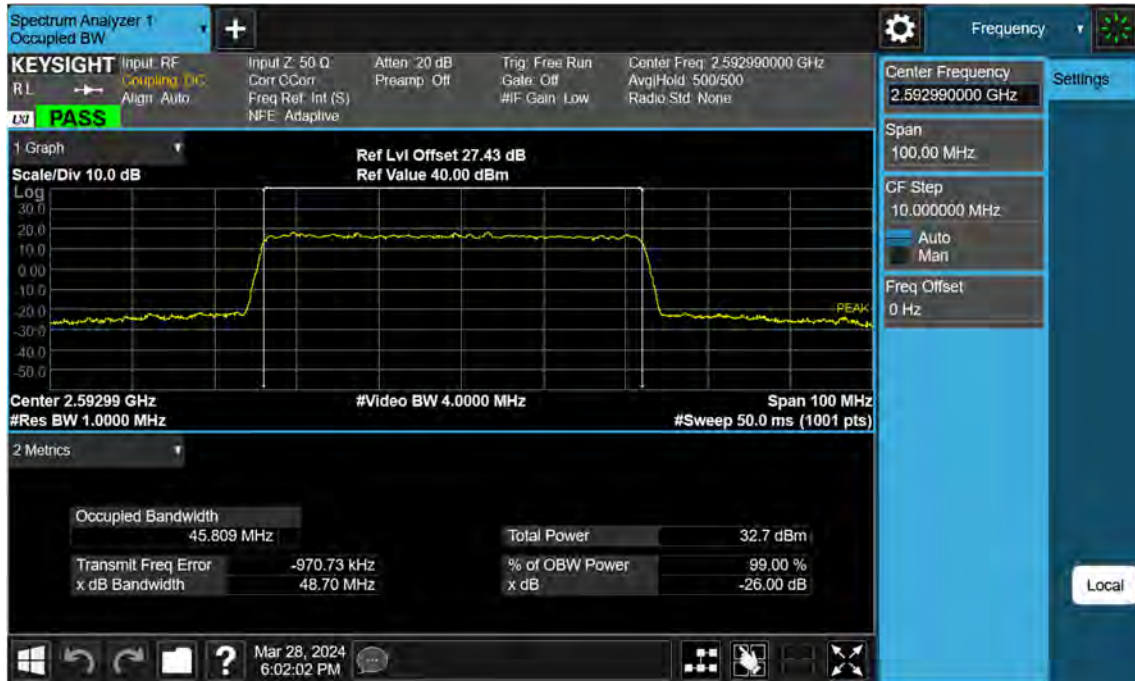 Spectrum Analyzer 1
Occupied BW
+
Frequency
KEYSIGHT Input: RF Input Z: 50 Ω Atten: 20 dB Trig: Free Run Center Freq: 2.592990000 GHz
RL Coupling: DC Corr CCorr Preamp: Off Gate: Off Avg|Hold: 500/500
Align: Auto Freq Ref: Int (S) #IF Gain: Low Radio Std: None
LXI PASS NFE: Adaptive
Center Frequency
2.592990000 GHz
Settings
Span
100.00 MHz
CF Step
10.000000 MHz
Auto
Man
Freq Offset
0 Hz
Local
1 Graph
Ref Lvl Offset 27.43 dB
Scale/Div 10.0 dB Ref Value 40.00 dBm
Log
30.0
20.0
10.0
0.00
-10.0
-20.0
-30.0
-40.0
-50.0
PEAK
Center 2.59299 GHz #Video BW 4.0000 MHz Span 100 MHz
#Res BW 1.0000 MHz #Sweep 50.0 ms (1001 pts)
2 Metrics
Occupied Bandwidth
45.809 MHz Total Power 32.7 dBm
Transmit Freq Error -970.73 kHz % of OBW Power 99.00 %
x dB Bandwidth 48.70 MHz x dB -26.00 dB
? Mar 28, 2024
6:02:02 PM